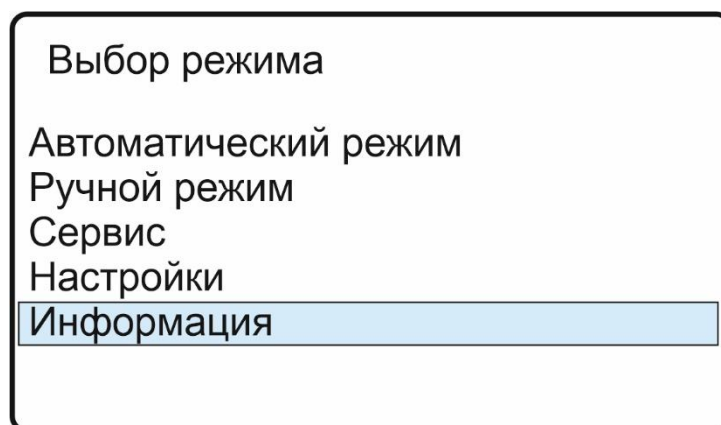 Выбор режима
Автоматический режим
Ручной режим
Сервис
Настройки
Информация